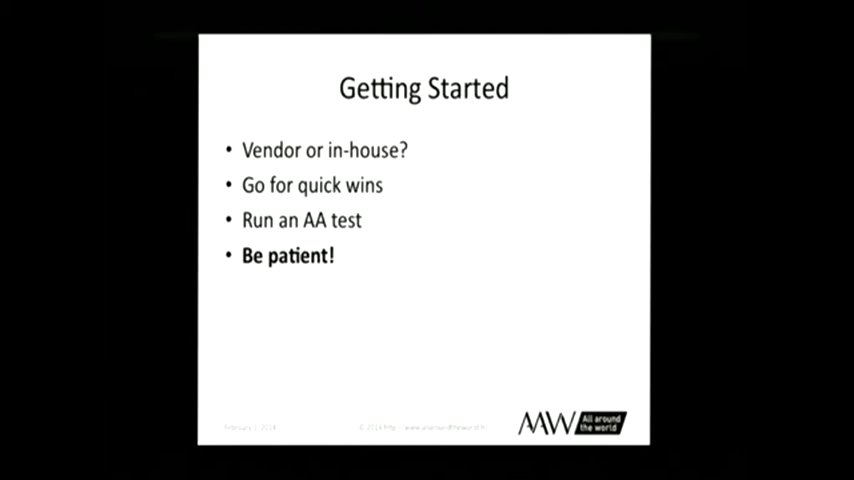 Getting Started
• Vendor or in-house?
• Go for quick wins
• Run an AA test
• Be patient!
AAW All around
the world